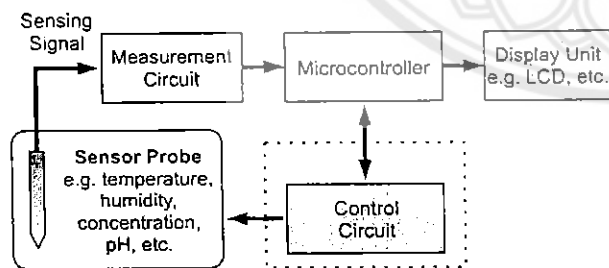 Sensing
Signal
Measurement
Circuit
Microcontroller
Display Unit
e.g. LCD, etc.
Sensor Probe
e.g. temperature,
humidity,
concentration,
pH, etc.
Control
Circuit